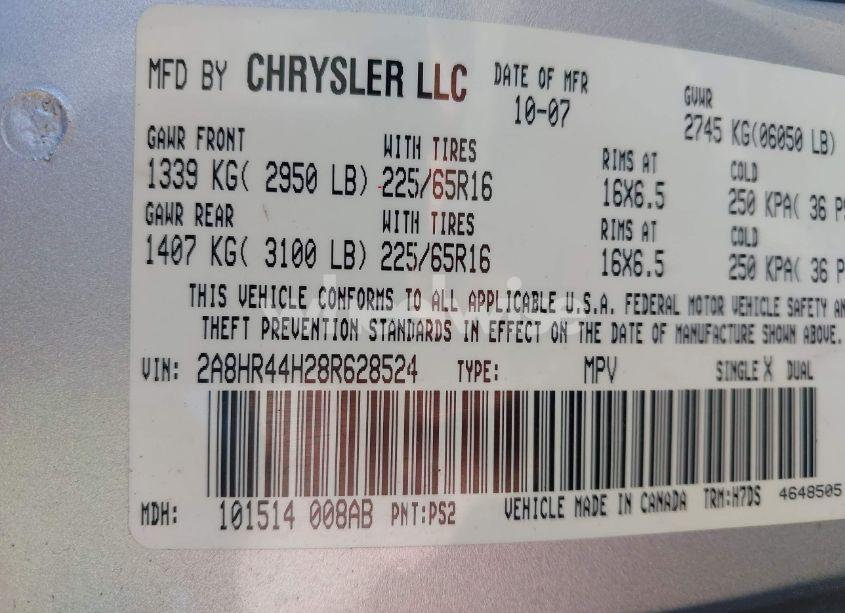 MFD BY CHRYSLER LLC DATE OF MFR GVWR
10-07 2745 KG(06050 LB)
GAWR FRONT WITH TIRES RIMS AT COLD
1339 KG( 2950 LB) 225/65R16 16X6.5 250 KPA( 36 PS
GAWR REAR WITH TIRES RIMS AT COLD
1407 KG( 3100 LB) 225/65R16 16X6.5 250 KPA( 36 P
THIS VEHICLE CONFORMS TO ALL APPLICABLE U.S.A. FEDERAL MOTOR VEHICLE SAFETY AN
THEFT PREVENTION STANDARDS IN EFFECT ON THE DATE OF MANUFACTURE SHOWN ABOVE.
VIN: 2A8HR44H28R628524 TYPE: MPV SINGLE X DUAL
MDH: 101514 008AB PNT:PS2 VEHICLE MADE IN CANADA TRM:H7DS 4648505